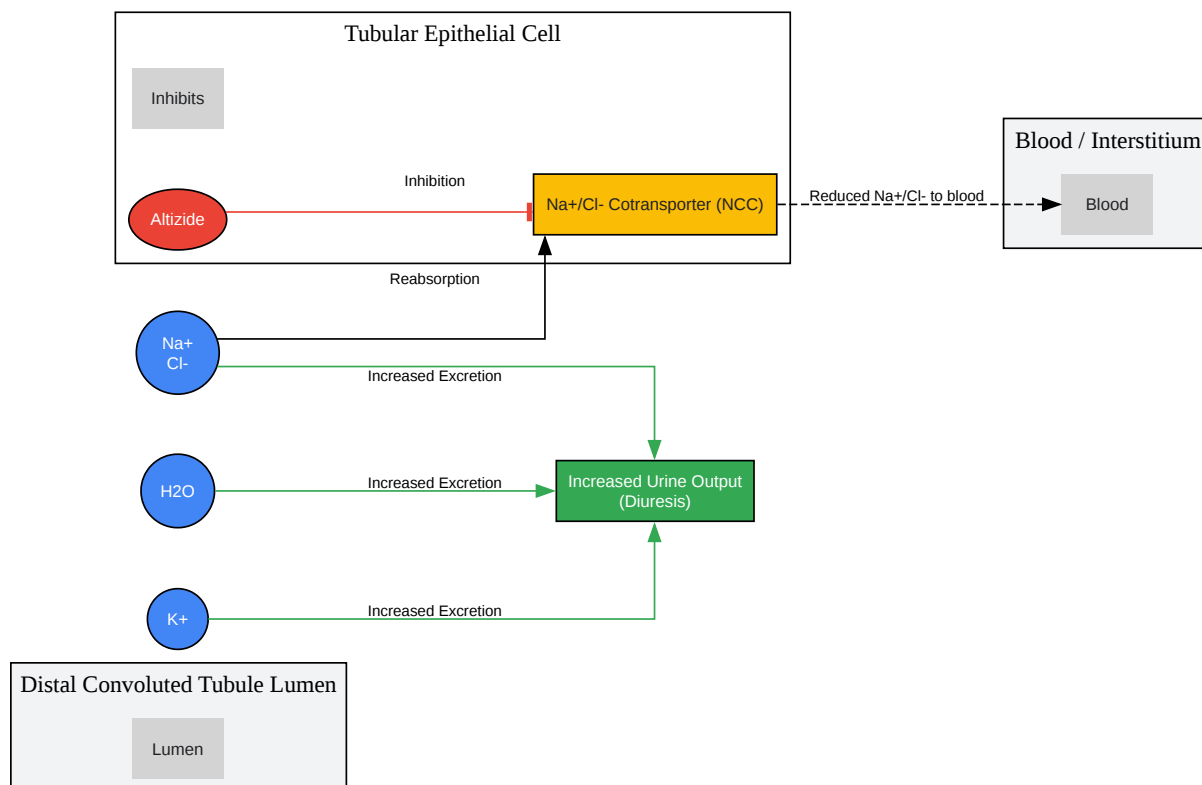 Tubular Epithelial Cell
Inhibits
Blood / Interstitium
Inhibition
Altizide
Na+/Cl- Cotransporter (NCC)
Reduced Na+/Cl- to blood
Blood
Reabsorption
Na+
Cl-
Increased Excretion
H2O
Increased Excretion
Increased Urine Output
(Diuresis)
K+
Increased Excretion
Distal Convoluted Tubule Lumen
Lumen